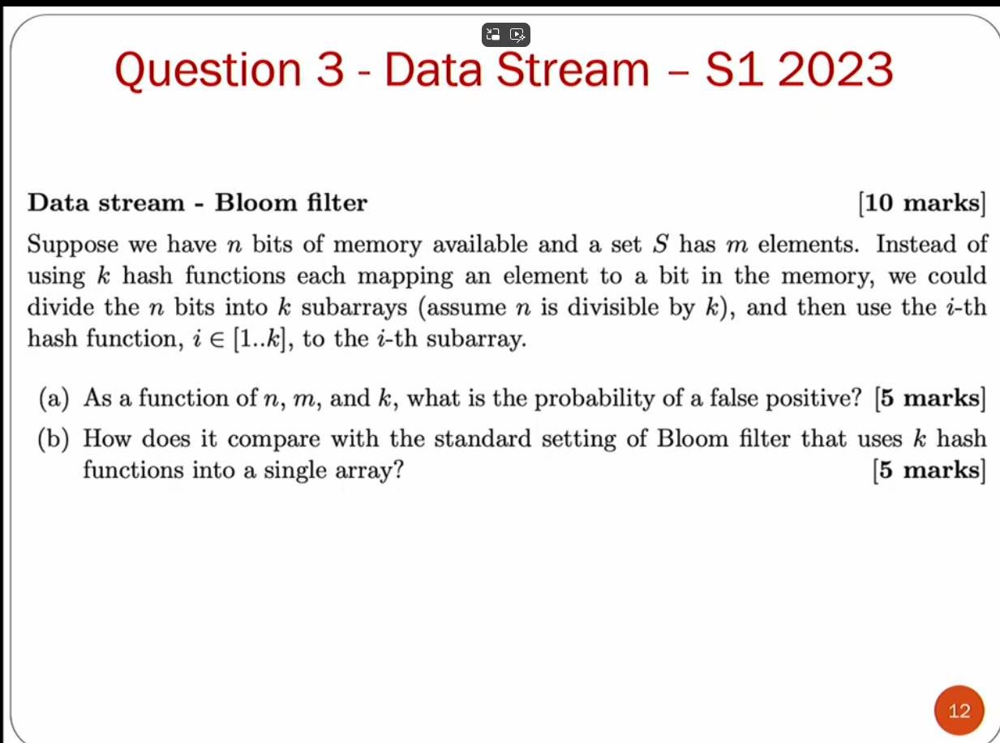 Question 3 - Data Stream – S1 2023
Data stream - Bloom filter [10 marks]
Suppose we have n bits of memory available and a set S has m elements. Instead of
using k hash functions each mapping an element to a bit in the memory, we could
divide the n bits into k subarrays (assume n is divisible by k), and then use the i-th
hash function, i ∈ [1..k], to the i-th subarray.
(a) As a function of n, m, and k, what is the probability of a false positive? [5 marks]
(b) How does it compare with the standard setting of Bloom filter that uses k hash
functions into a single array? [5 marks]
12